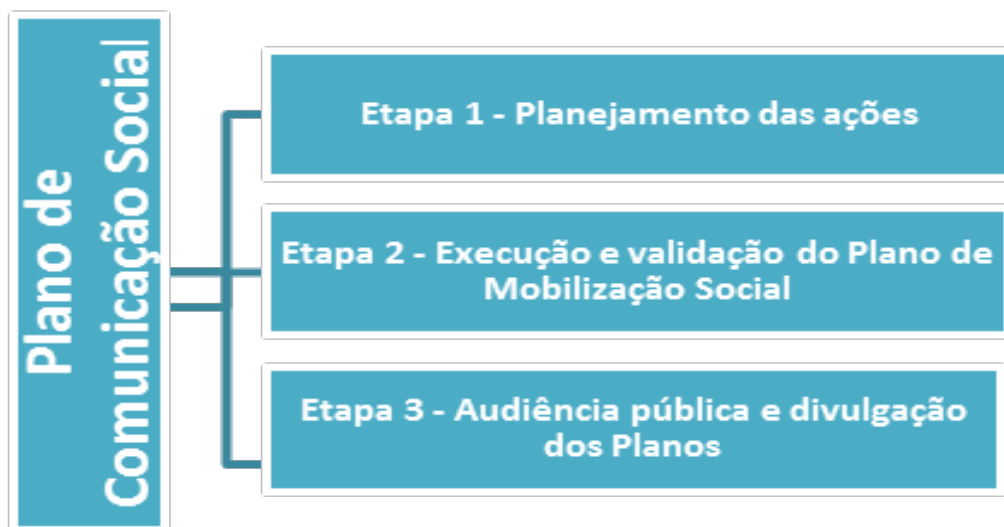 Plano de
Comunicação Social
Etapa 1 - Planejamento das ações
Etapa 2 - Execução e validação do Plano de
Mobilização Social
Etapa 3 - Audiência pública e divulgação
dos Planos